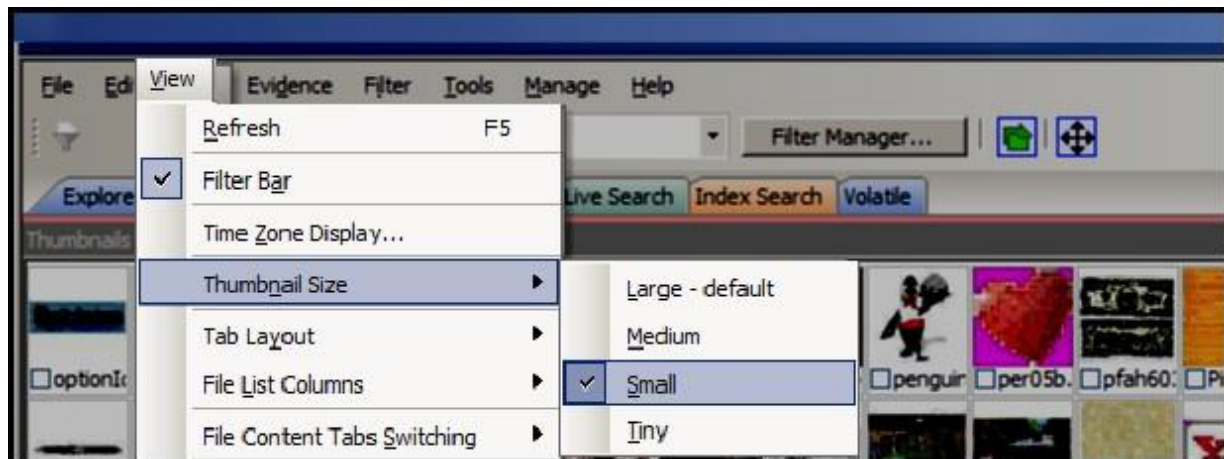 File Edi View Evidence Filter Tools Manage Help
Refresh F5
Filter Manager...
Filter Bar
Explore Live Search Index Search Volatile
Time Zone Display...
Thumbnails
Thumbnail Size
Large - default
Tab Layout
Medium
optionIc
File List Columns
Small
penguin per05b. pfah60
File Content Tabs Switching
Tiny